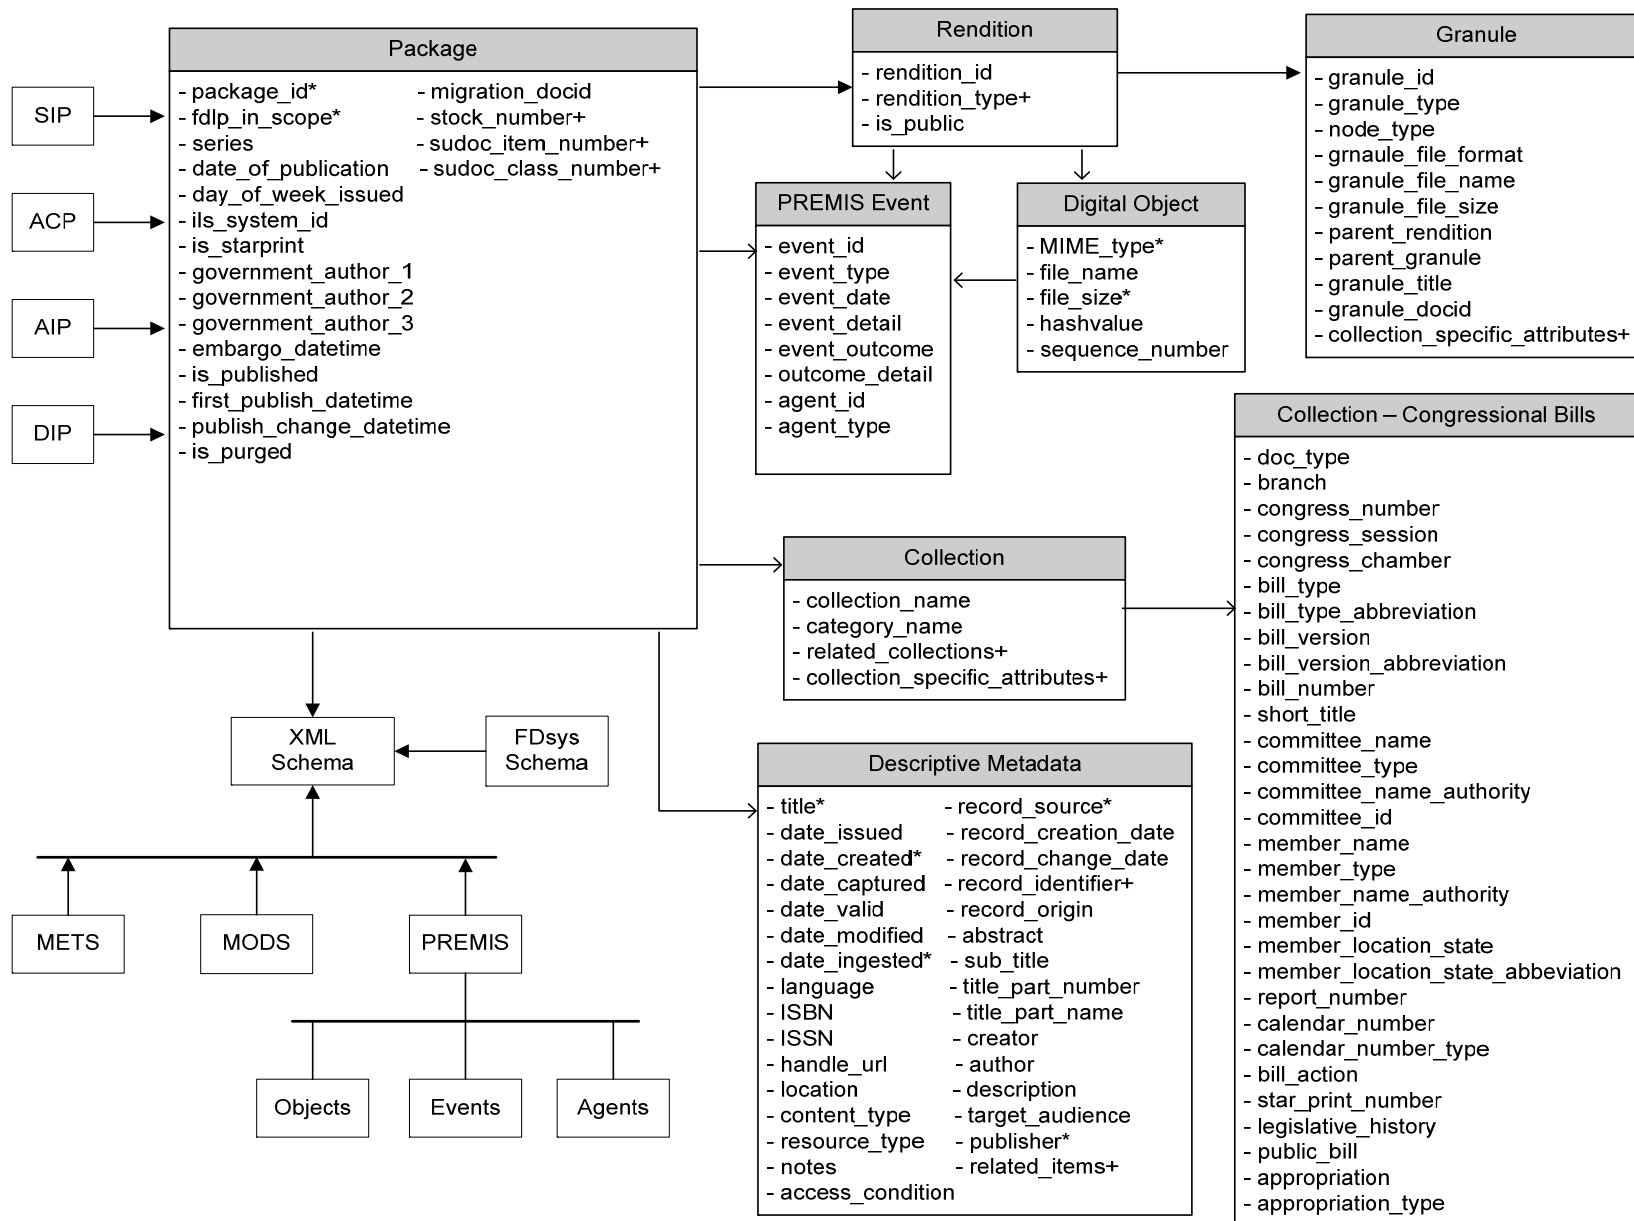 Package
- package_id*
- fdlp_in_scope*
- series
- date_of_publication
- day_of_week_issued
- ils_system_id
- is_starprint
- government_author_1
- government_author_2
- government_author_3
- embargo_datetime
- is_published
- first_publish_datetime
- publish_change_datetime
- is_purged
- migration_docid
- stock_number+
- sudoc_item_number+
- sudoc_class_number+
SIP
ACP
AIP
DIP
Rendition
- rendition_id
- rendition_type+
- is_public
Granule
- granule_id
- granule_type
- node_type
- grnaule_file_format
- granule_file_name
- granule_file_size
- parent_rendition
- parent_granule
- granule_title
- granule_docid
- collection_specific_attributes+
PREMIS Event
- event_id
- event_type
- event_date
- event_detail
- event_outcome
- outcome_detail
- agent_id
- agent_type
Digital Object
- MIME_type*
- file_name
- file_size*
- hashvalue
- sequence_number
Collection
- collection_name
- category_name
- related_collections+
- collection_specific_attributes+
Collection – Congressional Bills
- doc_type
- branch
- congress_number
- congress_session
- congress_chamber
- bill_type
- bill_type_abbreviation
- bill_version
- bill_version_abbreviation
- bill_number
- short_title
- committee_name
- committee_type
- committee_name_authority
- committee_id
- member_name
- member_type
- member_name_authority
- member_id
- member_location_state
- member_location_state_abbeviation
- report_number
- calendar_number
- calendar_number_type
- bill_action
- star_print_number
- legislative_history
- public_bill
- appropriation
- appropriation_type
XML
Schema
FDsys
Schema
METS
MODS
PREMIS
Objects
Events
Agents
Descriptive Metadata
- title*
- date_issued
- date_created*
- date_captured
- date_valid
- date_modified
- date_ingested*
- language
- ISBN
- ISSN
- handle_url
- location
- content_type
- resource_type
- notes
- access_condition
- record_source*
- record_creation_date
- record_change_date
- record_identifier+
- record_origin
- abstract
- sub_title
- title_part_number
- title_part_name
- creator
- author
- description
- target_audience
- publisher*
- related_items+